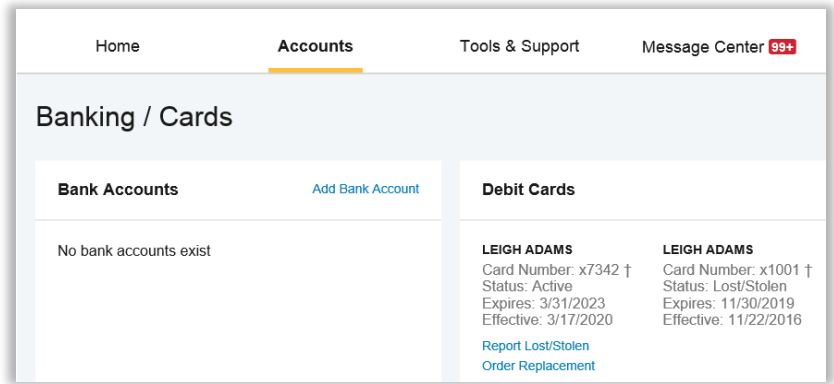 Home Accounts Tools & Support Message Center 99+
Banking / Cards
Bank Accounts Add Bank Account
No bank accounts exist
Debit Cards
LEIGH ADAMS
Card Number: x7342 †
Status: Active
Expires: 3/31/2023
Effective: 3/17/2020
Report Lost/Stolen
Order Replacement
LEIGH ADAMS
Card Number: x1001 †
Status: Lost/Stolen
Expires: 11/30/2019
Effective: 11/22/2016